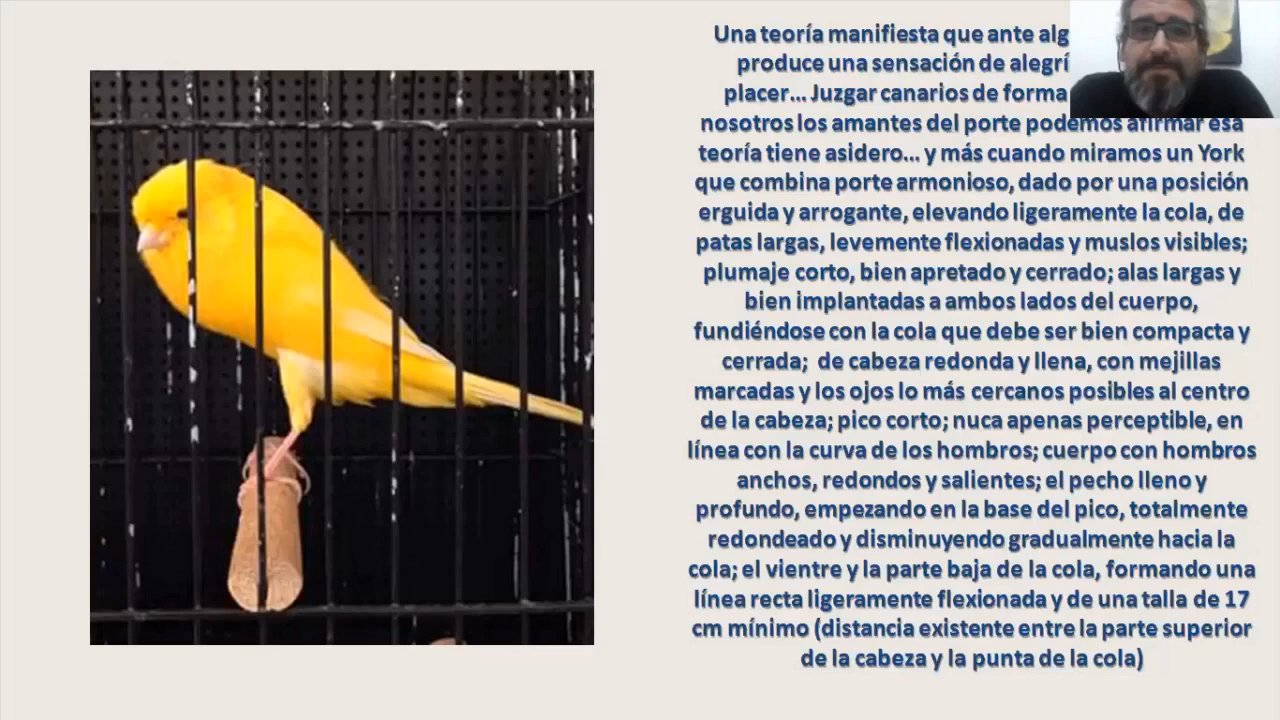 Una teoría manifiesta que ante
produce una sensación de
placer... Juzgar canarios de forma
nosotros los amantes del porte podemos afirmar esa
teoría tiene asidero... y más cuando miramos un York
que combina porte armonioso, dado por una posición
erguida y arrogante, elevando ligeramente la cola, de
patas largas, levemente flexionadas y muslos visibles;
plumaje corto, bien apretado y cerrado; alas largas y
bien implantadas a ambos lados del cuerpo,
fundiéndose con la cola que debe ser bien compacta y
cerrada; de cabeza redonda y llena, con mejillas
marcadas y los ojos lo más cercanos posibles al centro
de la cabeza; pico corto; nuca apenas perceptible, en
línea con la curva de los hombros; cuerpo con hombros
anchos, redondos y salientes; el pecho lleno y
profundo, empezando en la base del pico, totalmente
redondeado y disminuyendo gradualmente hacia la
cola; el vientre y la parte baja de la cola, formando una
línea recta ligeramente flexionada y de una talla de 17
cm mínimo (distancia existente entre la parte superior
de la cabeza y la punta de la cola)